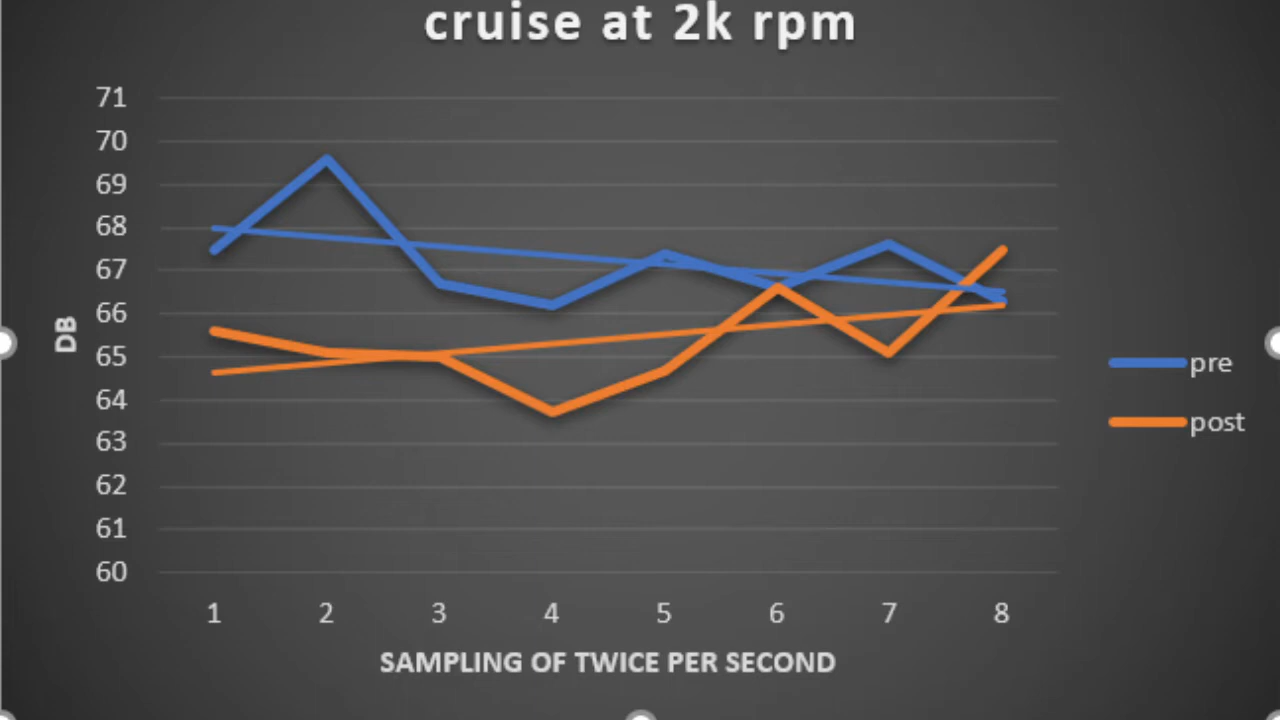 cruise at 2k rpm
71
70
69
68
67
66
65
64
63
62
61
60
DB
1 2 3 4 5 6 7 8
SAMPLING OF TWICE PER SECOND
pre
post